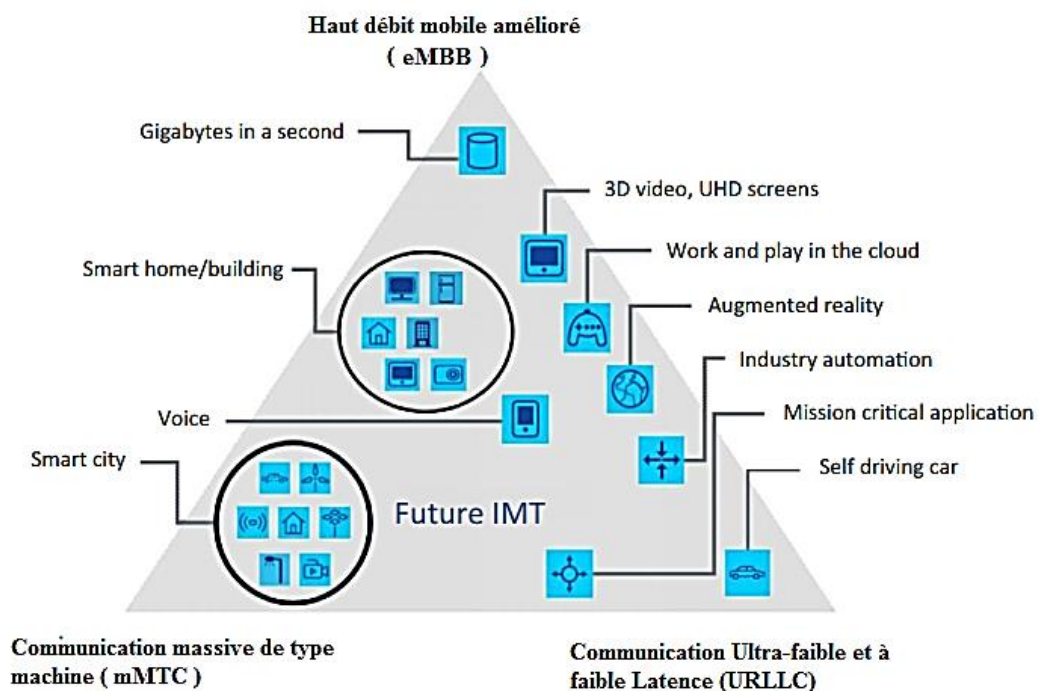 Haut débit mobile amélioré
( eMBB )
Gigabytes in a second
3D video, UHD screens
Work and play in the cloud
Smart home/building
Augmented reality
Industry automation
Mission critical application
Voice
Smart city
Self driving car
Future IMT
Communication massive de type
machine ( mMTC )
Communication Ultra-faible et à
faible Latence (URLLC)